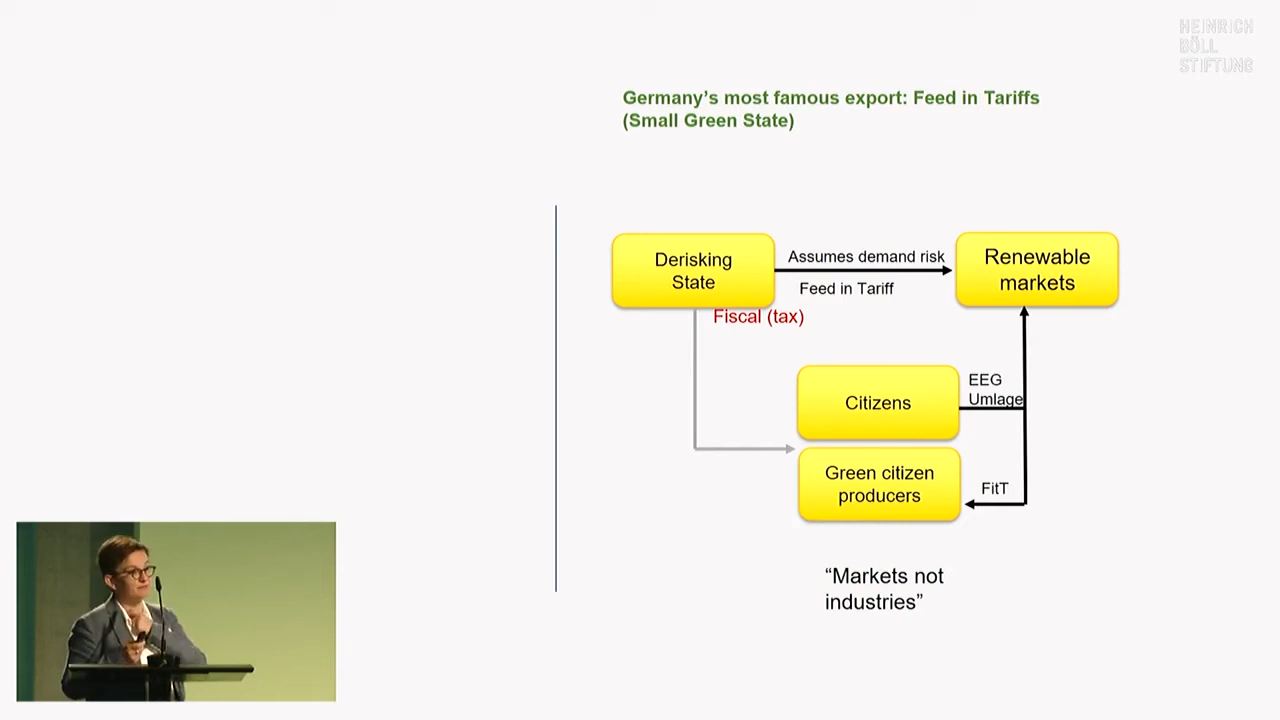 HEINRICH
BÖLL
STIFTUNG
Germany’s most famous export: Feed in Tariffs
(Small Green State)
Derisking
State
Assumes demand risk
Feed in Tariff
Renewable
markets
Fiscal (tax)
Citizens
EEG
Umlage
Green citizen
producers
FitT
“Markets not
industries”